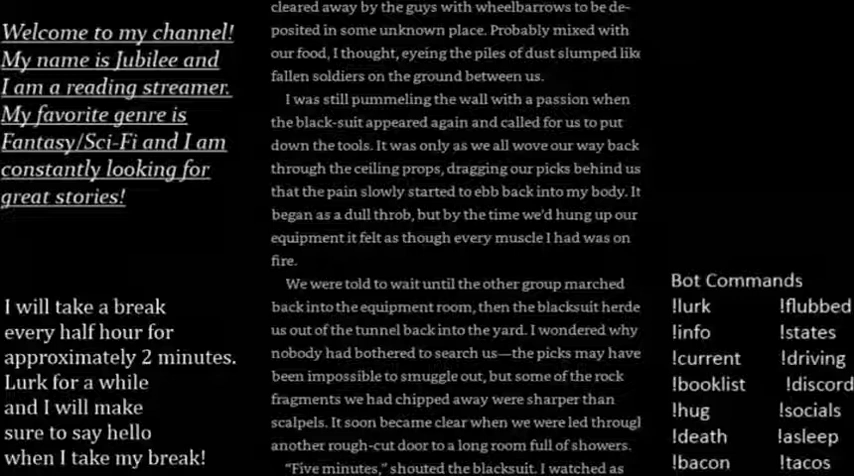 Welcome to my channel!
My name is Jubilee and
I am a reading streamer.
My favorite genre is
Fantasy/Sci-Fi and I am
constantly looking for
great stories!
I will take a break
every half hour for
approximately 2 minutes.
Lurk for a while
and I will make
sure to say hello
when I take my break!
cleared away by the guys with wheelbarrows to be de-
posited in some unknown place. Probably mixed with
our food, I thought, eyeing the piles of dust slumped like
fallen soldiers on the ground between us.
I was still pummeling the wall with a passion when
the black-suit appeared again and called for us to put
down the tools. It was only as we all wove our way back
through the ceiling props, dragging our picks behind us
that the pain slowly started to ebb back into my body. It
began as a dull throb, but by the time we'd hung up our
equipment it felt as though every muscle I had was on
fire.
We were told to wait until the other group marched
back into the equipment room, then the blacksuit herde
us out of the tunnel back into the yard. I wondered why
nobody had bothered to search us—the picks may have
been impossible to smuggle out, but some of the rock
fragments we had chipped away were sharper than
scalpels. It soon became clear when we were led througl
another rough-cut door to a long room full of showers.
"Five minutes," shouted the blacksuit. I watched as
Bot Commands
!lurk !flubbed
!info !states
!current !driving
!booklist !discord
!hug !socials
!death !asleep
!bacon !tacos